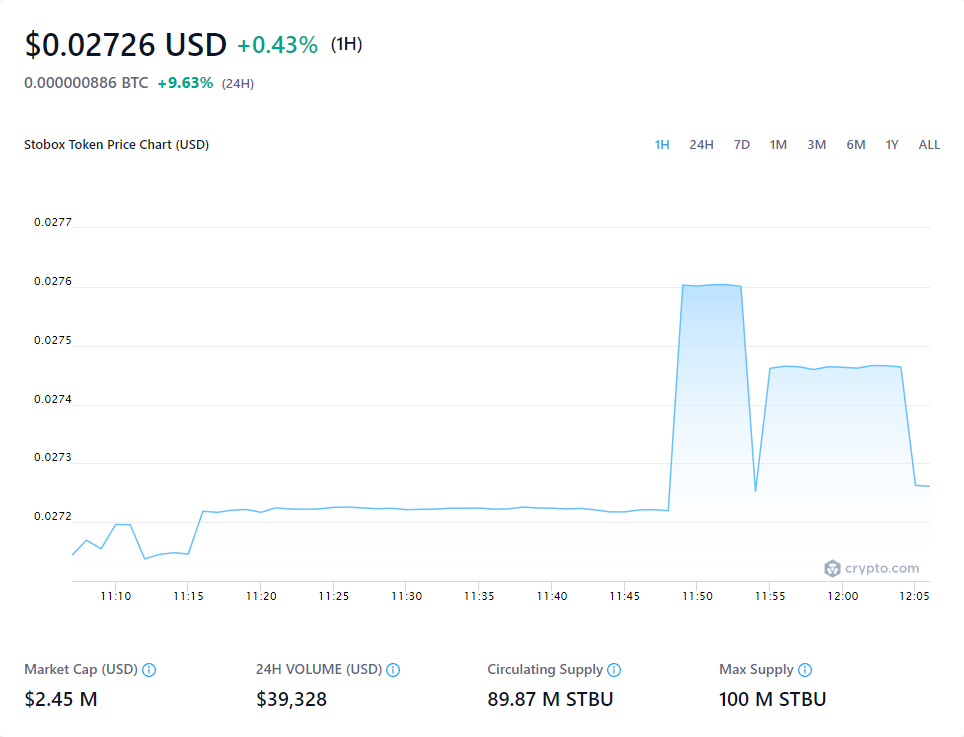 $0.02726 USD +0.43% (1H)
0.000000886 BTC +9.63% (24H)
Stobox Token Price Chart (USD) 1H 24H 7D 1M 3M 6M 1Y ALL
0.0277
0.0276
0.0275
0.0274
0.0273
0.0272
crypto.com
11:10 11:15 11:20 11:25 11:30 11:35 11:40 11:45 11:50 11:55 12:00 12:05
Market Cap (USD) 24H VOLUME (USD) Circulating Supply Max Supply
$2.45 M $39,328 89.87 M STBU 100 M STBU